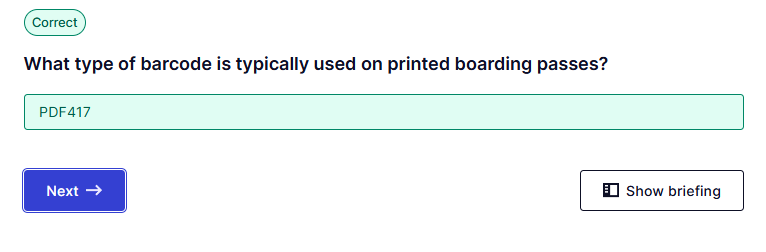 Correct
What type of barcode is typically used on printed boarding passes?
PDF417
Next →
Show briefing